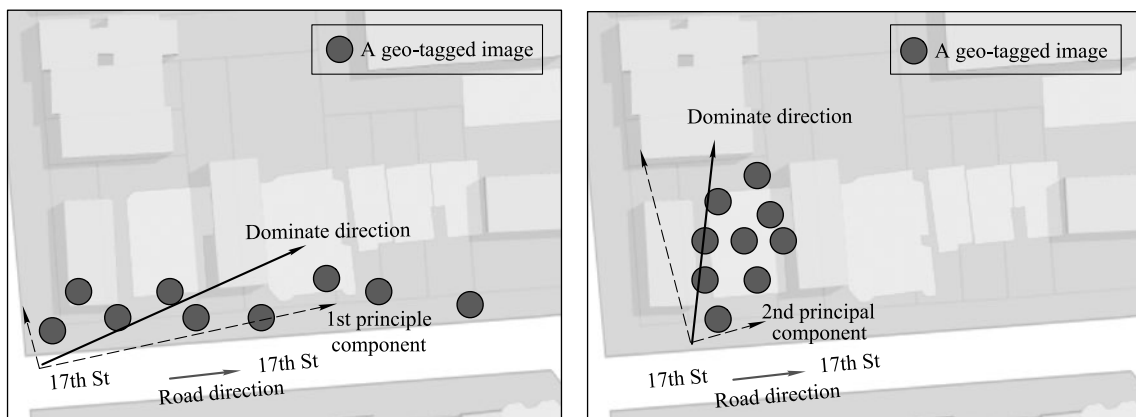 A geo-tagged image
Dominate direction
1st principle
component
17th St
17th St
Road direction
A geo-tagged image
Dominate direction
2nd principal
component
17th St
17th St
Road direction